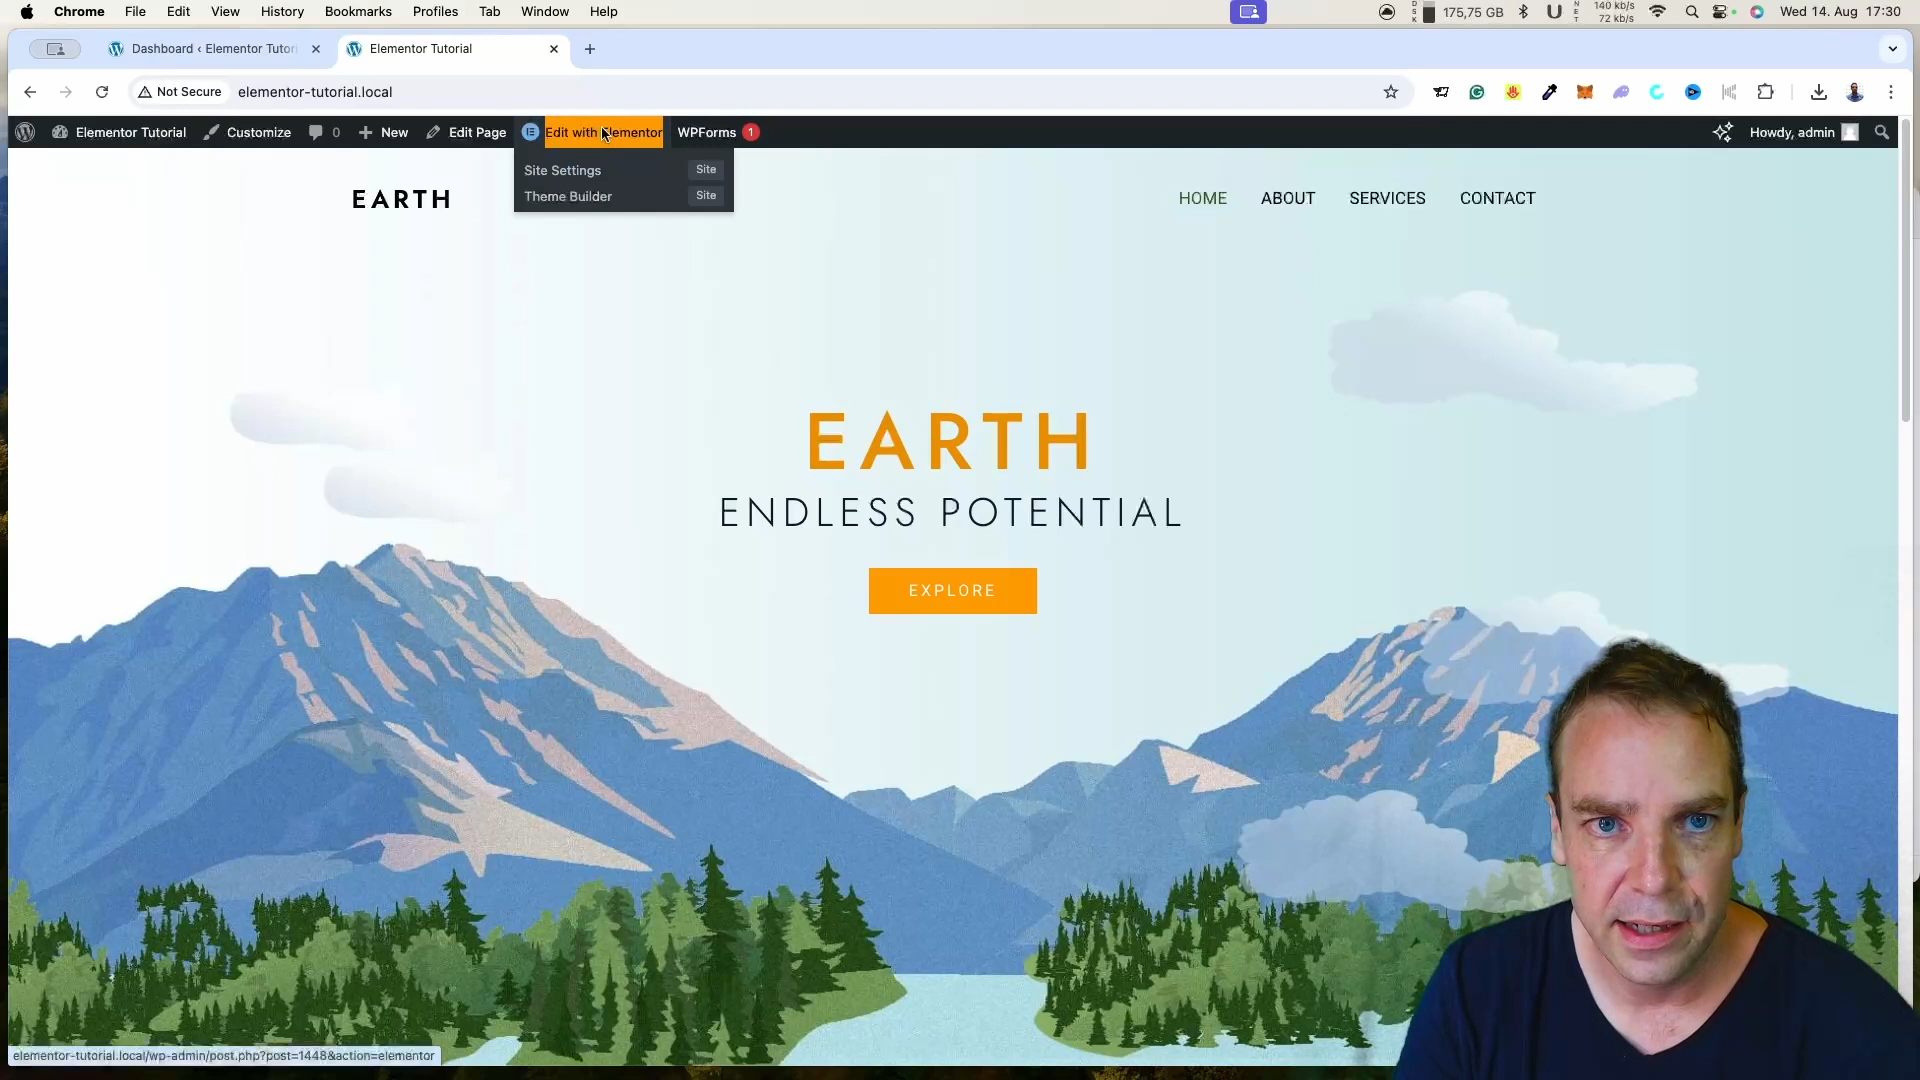 Chrome File Edit View History Bookmarks Profiles Tab Window Help 175,75 GB 140 kb/s 72 kb/s Wed 14. Aug 17:30
Dashboard ‹ Elementor Tutori Elementor Tutorial
Not Secure elementor-tutorial.local
Elementor Tutorial Customize 0 New Edit Page Edit with Elementor WPForms 1 Howdy, admin
Site Settings Site
Theme Builder Site
EARTH HOME ABOUT SERVICES CONTACT
EARTH
ENDLESS POTENTIAL
EXPLORE
elementor-tutorial.local/wp-admin/post.php?post=1448&action=elementor